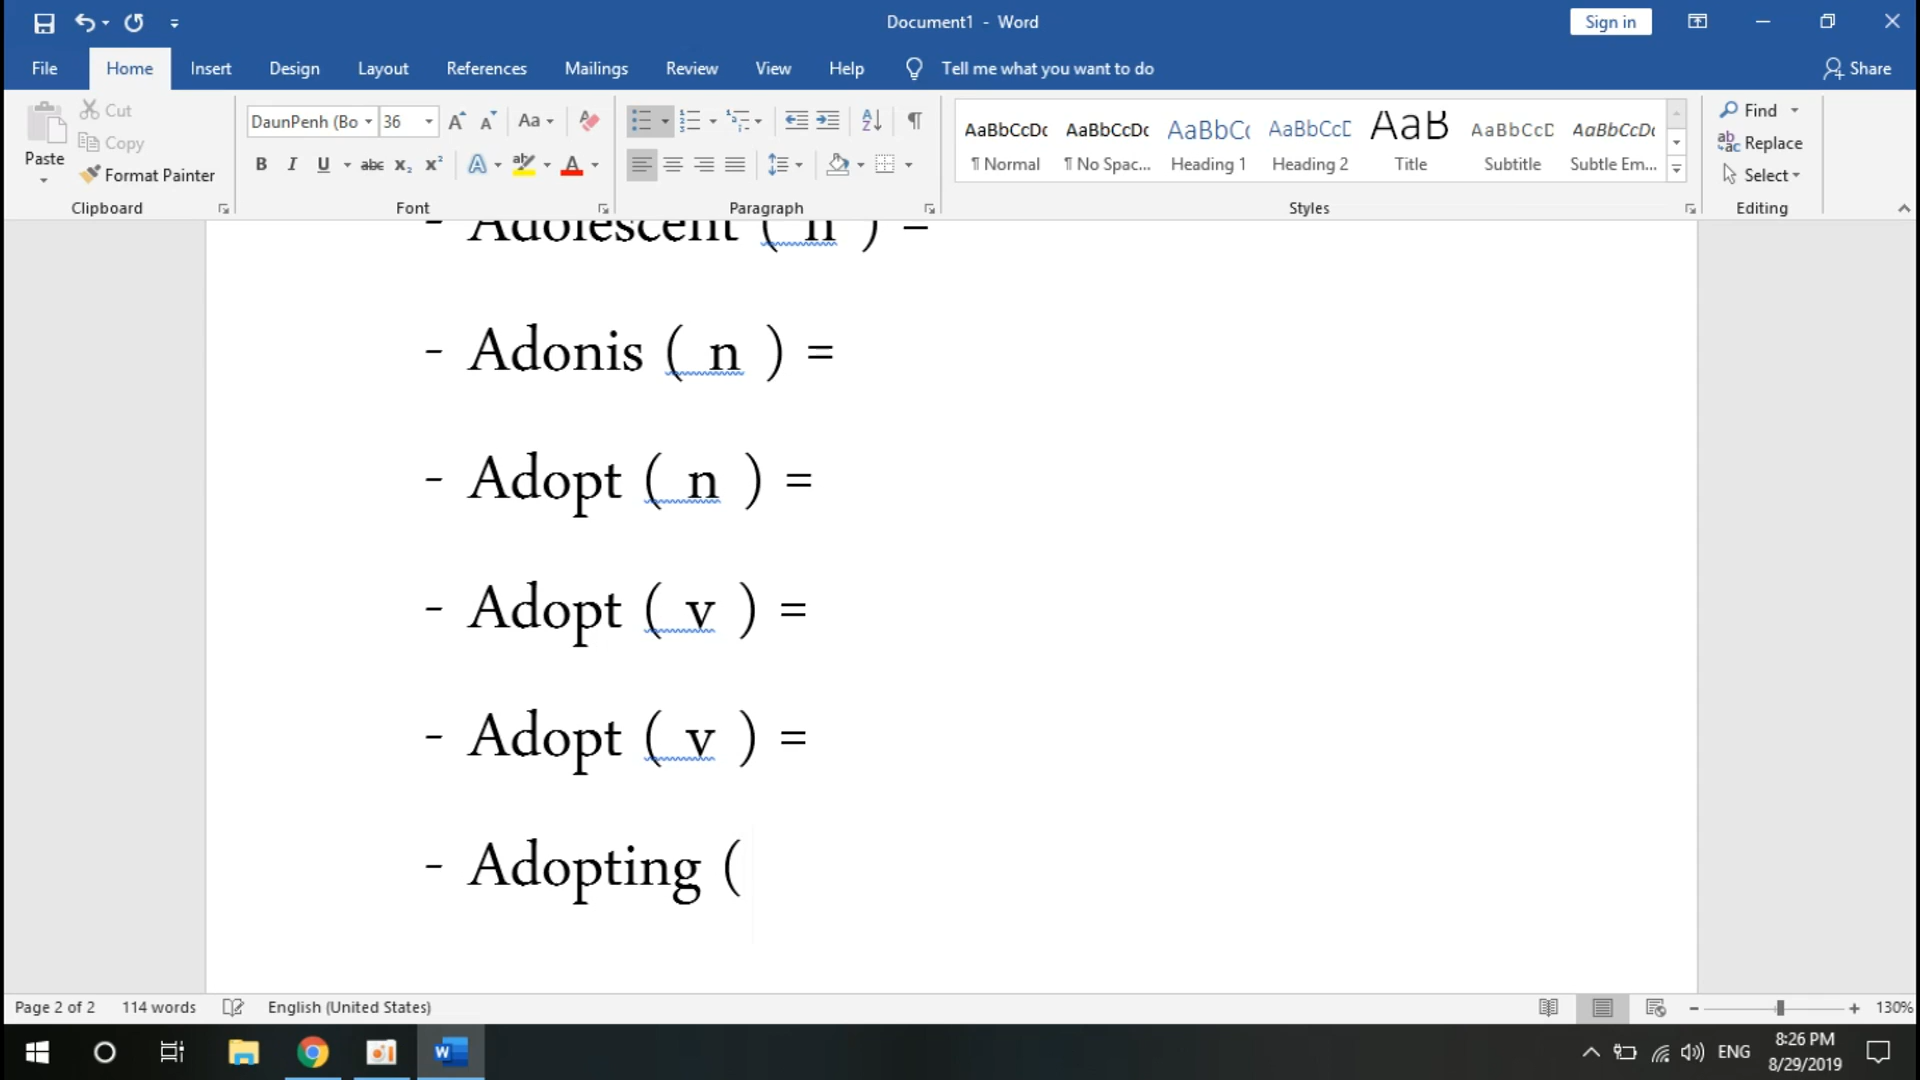 Document1 - Word
Sign in
File Home Insert Design Layout References Mailings Review View Help Tell me what you want to do Share
Paste
Cut
Copy
Format Painter
Clipboard
DaunPenh (Bo 36
Font
Paragraph
AaBbCcDc AaBbCcDc AaBbCc AaBbCcD AaB AaBbCcD AaBbCcDc
¶ Normal ¶ No Spac... Heading 1 Heading 2 Title Subtitle Subtle Em...
Styles
Find
Replace
Select
Editing
- Adolescent ( n ) =
- Adonis ( n ) =
- Adopt ( n ) =
- Adopt ( v ) =
- Adopt ( v ) =
- Adopting (
Page 2 of 2 114 words English (United States) 130%
ENG
8:26 PM
8/29/2019